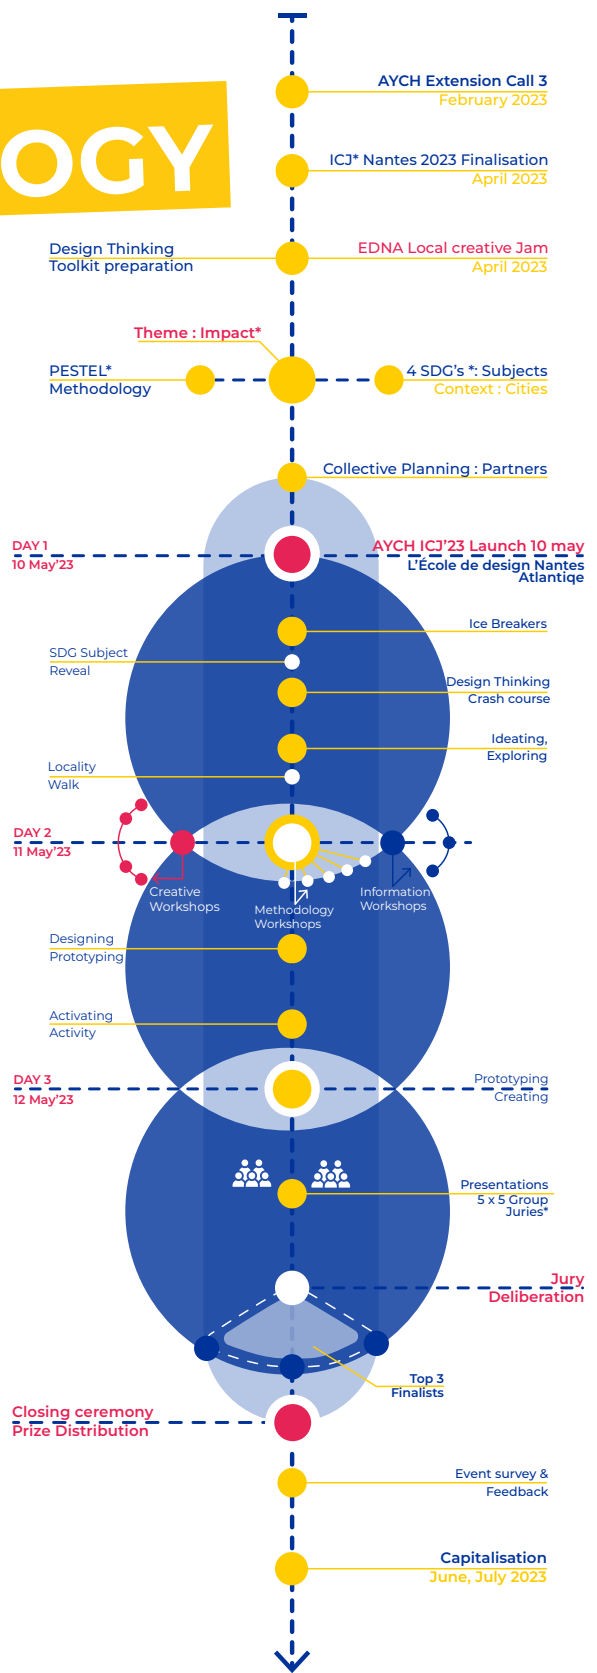 AYCH Extension Call 3
February 2023
OGY
ICJ* Nantes 2023 Finalisation
April 2023
Design Thinking
Toolkit preparation
EDNA Local creative Jam
April 2023
Theme : Impact*
PESTEL*
Methodology
4 SDG's *: Subjects
Context : Cities
Collective Planning : Partners
DAY 1
10 May'23
AYCH ICJ'23 Launch 10 may
L'École de design Nantes
Atlantiqe
Ice Breakers
SDG Subject
Reveal
Design Thinking
Crash course
Ideating,
Exploring
Locality
Walk
DAY 2
11 May'23
Creative
Workshops
Methodology
Workshops
Information
Workshops
Designing
Prototyping
Activating
Activity
DAY 3
12 May'23
Prototyping
Creating
Presentations
5 x 5 Group
Juries*
Jury
Deliberation
Top 3
Finalists
Closing ceremony
Prize Distribution
Event survey &
Feedback
Capitalisation
June, July 2023